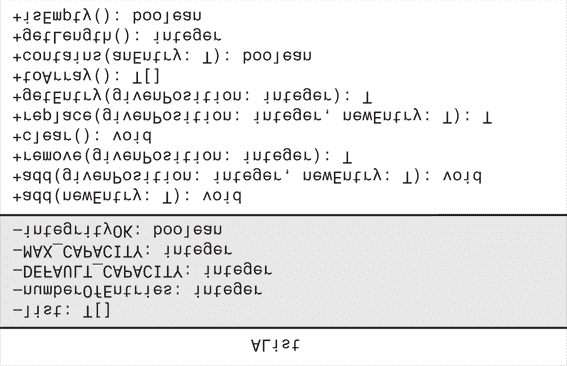 AList
-list: T[]
-numberOfEntries: integer
-DEFAULT_CAPACITY: integer
-MAX_CAPACITY: integer
-integrityOK: boolean
+add(newEntry: T): void
+add(givenPosition: integer, newEntry: T): void
+remove(givenPosition: integer): T
+clear(): void
+replace(givenPosition: integer, newEntry: T): T
+getEntry(givenPosition: integer): T
+toArray(): T[]
+contains(anEntry: T): boolean
+getLength(): integer
+isEmpty(): boolean